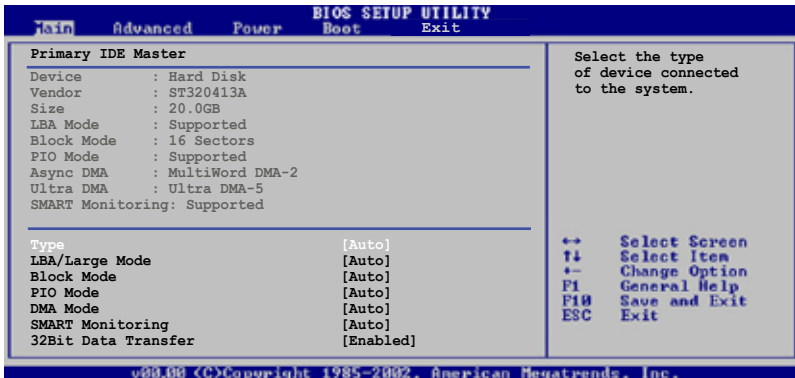 BIOS SETUP UTILITY
Main Advanced Power Boot Exit
Primary IDE Master
Device : Hard Disk
Vendor : ST320413A
Size : 20.0GB
LBA Mode : Supported
Block Mode : 16 Sectors
PIO Mode : Supported
Async DMA : MultiWord DMA-2
Ultra DMA : Ultra DMA-5
SMART Monitoring: Supported
Type [Auto]
LBA/Large Mode [Auto]
Block Mode [Auto]
PIO Mode [Auto]
DMA Mode [Auto]
SMART Monitoring [Auto]
32Bit Data Transfer [Enabled]
Select the type
of device connected
to the system.
←→ Select Screen
↑↓ Select Item
+- Change Option
F1 General Help
F10 Save and Exit
ESC Exit
v00.00 (C)Copyright 1985-2002, American Megatrends, Inc.